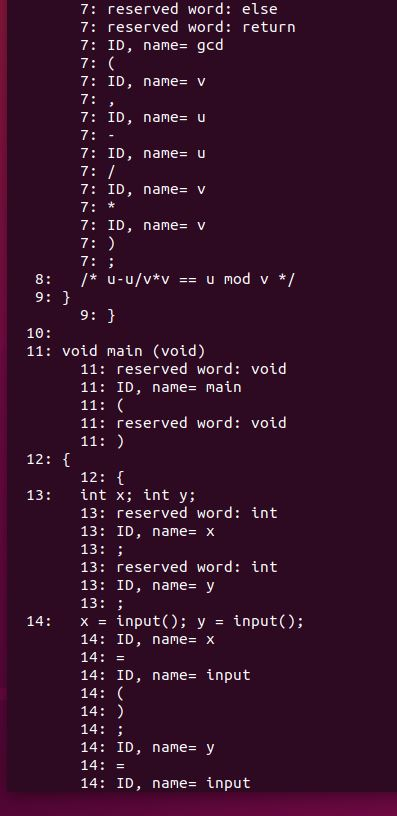 7: reserved word: else
7: reserved word: return
7: ID, name= gcd
7: (
7: ID, name= v
7: ,
7: ID, name= u
7: -
7: ID, name= u
7: /
7: ID, name= v
7: *
7: ID, name= v
7: )
7: ;
8:   /* u-u/v*v == u mod v */
9: }
9: }
10:
11: void main (void)
11: reserved word: void
11: ID, name= main
11: (
11: reserved word: void
11: )
12: {
12: {
13:   int x; int y;
13: reserved word: int
13: ID, name= x
13: ;
13: reserved word: int
13: ID, name= y
13: ;
14:   x = input(); y = input();
14: ID, name= x
14: =
14: ID, name= input
14: (
14: )
14: ;
14: ID, name= y
14: =
14: ID, name= input